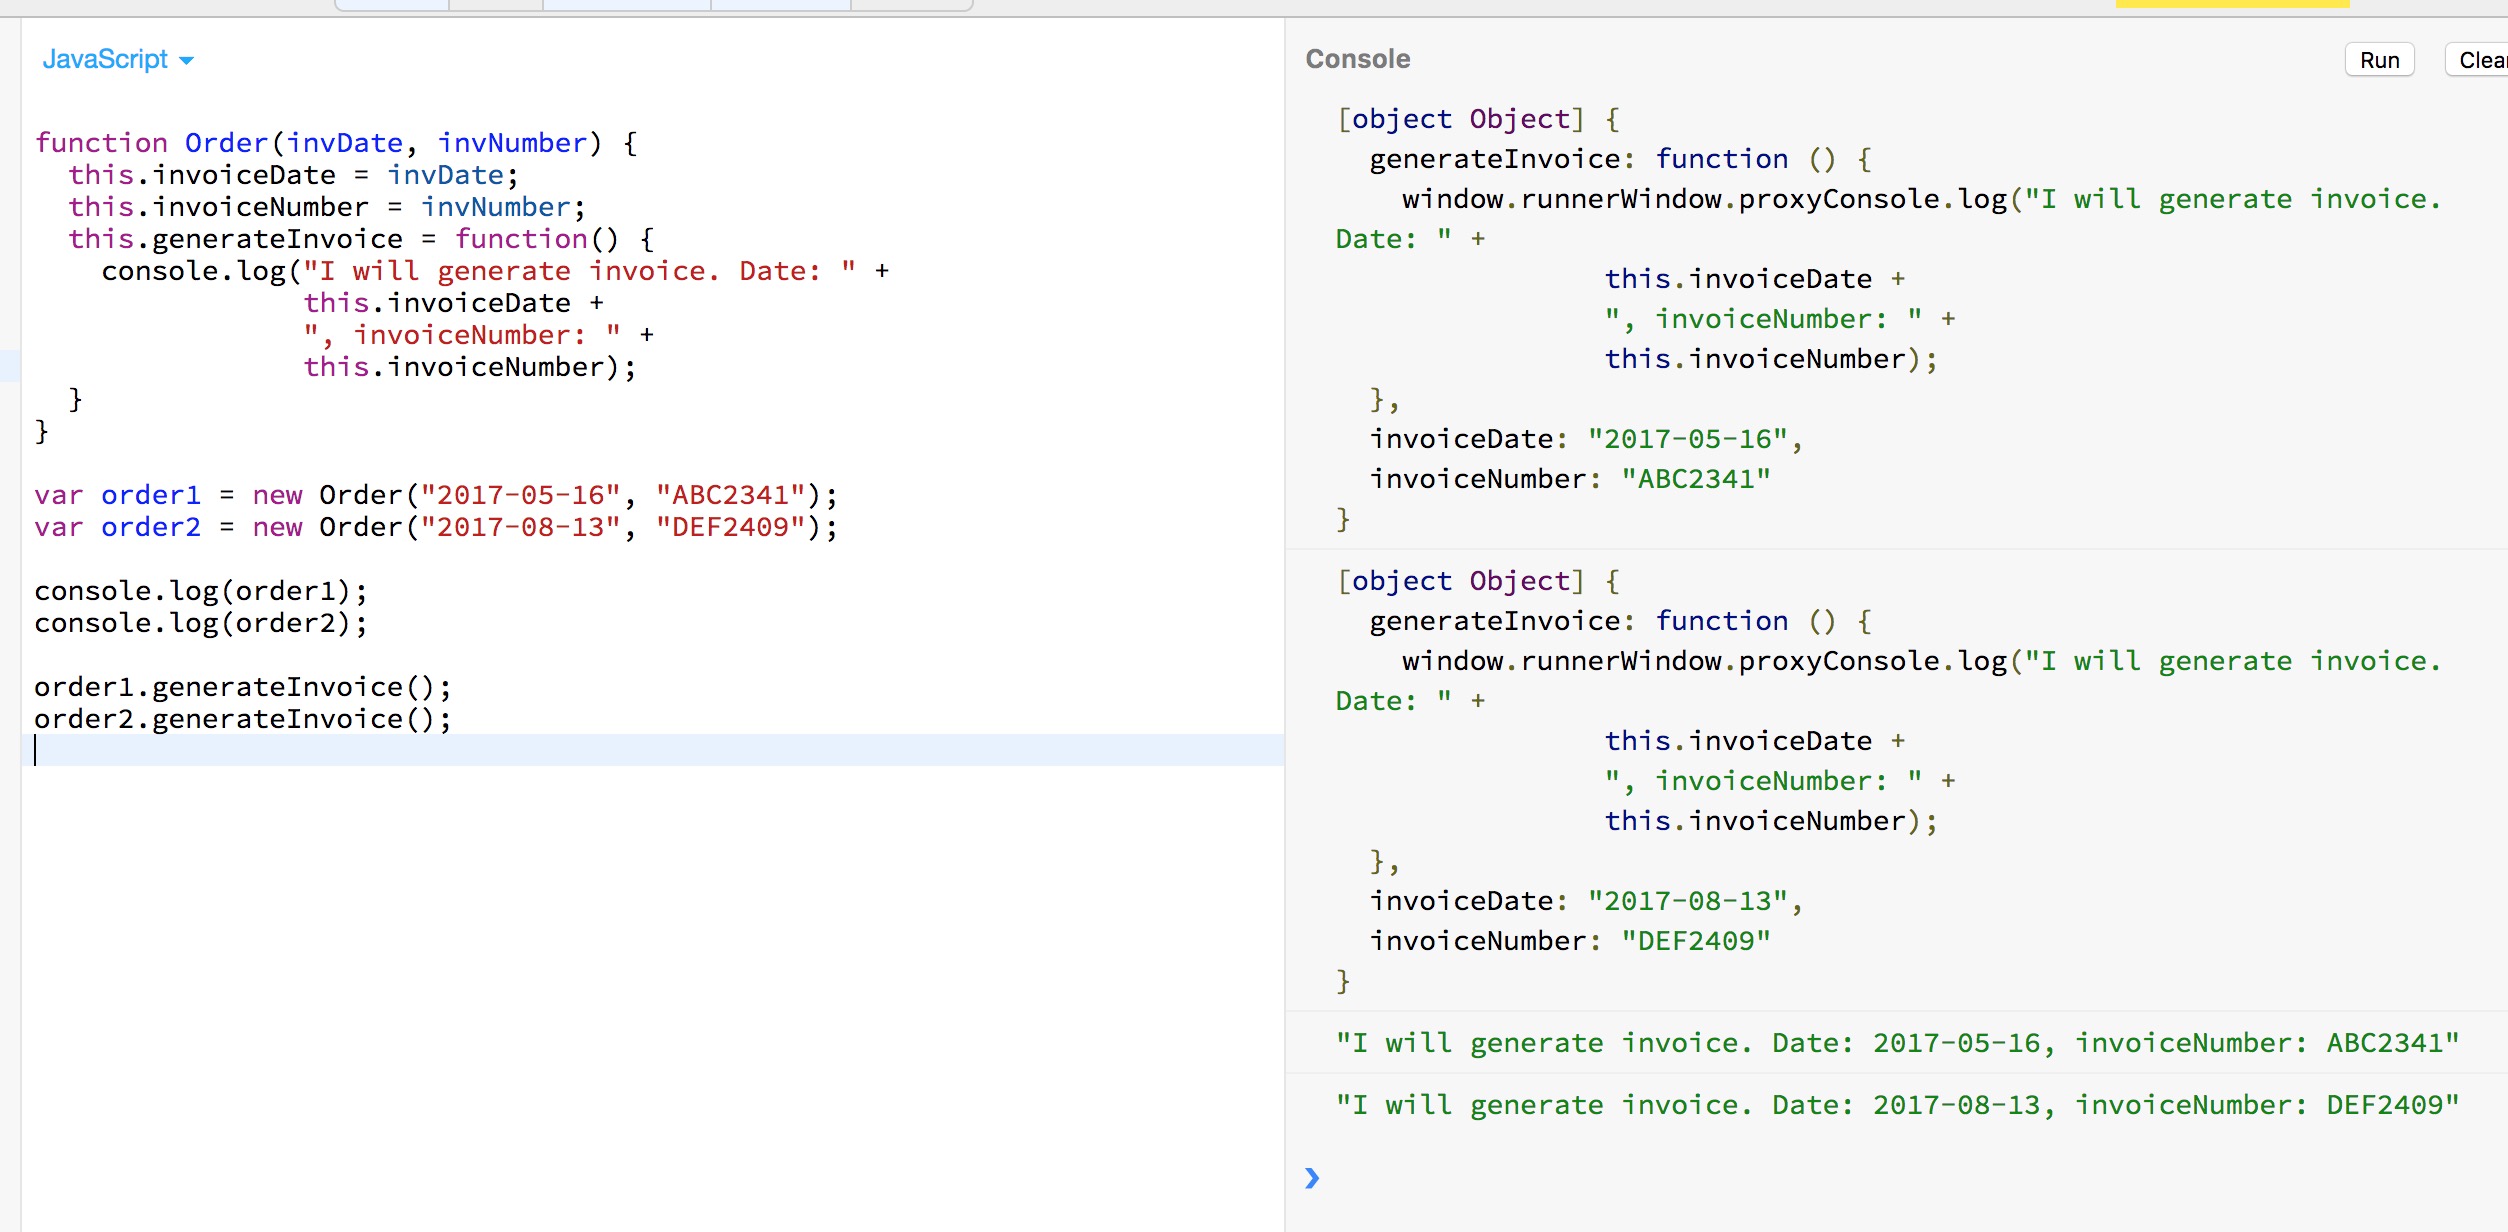 JavaScript
function Order(invDate, invNumber) {
  this.invoiceDate = invDate;
  this.invoiceNumber = invNumber;
  this.generateInvoice = function() {
    console.log("I will generate invoice. Date: " +
                this.invoiceDate +
                ", invoiceNumber: " +
                this.invoiceNumber);
  }
}
var order1 = new Order("2017-05-16", "ABC2341");
var order2 = new Order("2017-08-13", "DEF2409");
console.log(order1);
console.log(order2);
order1.generateInvoice();
order2.generateInvoice();
Console
Run
[object Object] {
  generateInvoice: function () {
    window.runnerWindow.proxyConsole.log("I will generate invoice.
Date: " +
                this.invoiceDate +
                ", invoiceNumber: " +
                this.invoiceNumber);
  },
  invoiceDate: "2017-05-16",
  invoiceNumber: "ABC2341"
}
[object Object] {
  generateInvoice: function () {
    window.runnerWindow.proxyConsole.log("I will generate invoice.
Date: " +
                this.invoiceDate +
                ", invoiceNumber: " +
                this.invoiceNumber);
  },
  invoiceDate: "2017-08-13",
  invoiceNumber: "DEF2409"
}
"I will generate invoice. Date: 2017-05-16, invoiceNumber: ABC2341"
"I will generate invoice. Date: 2017-08-13, invoiceNumber: DEF2409"